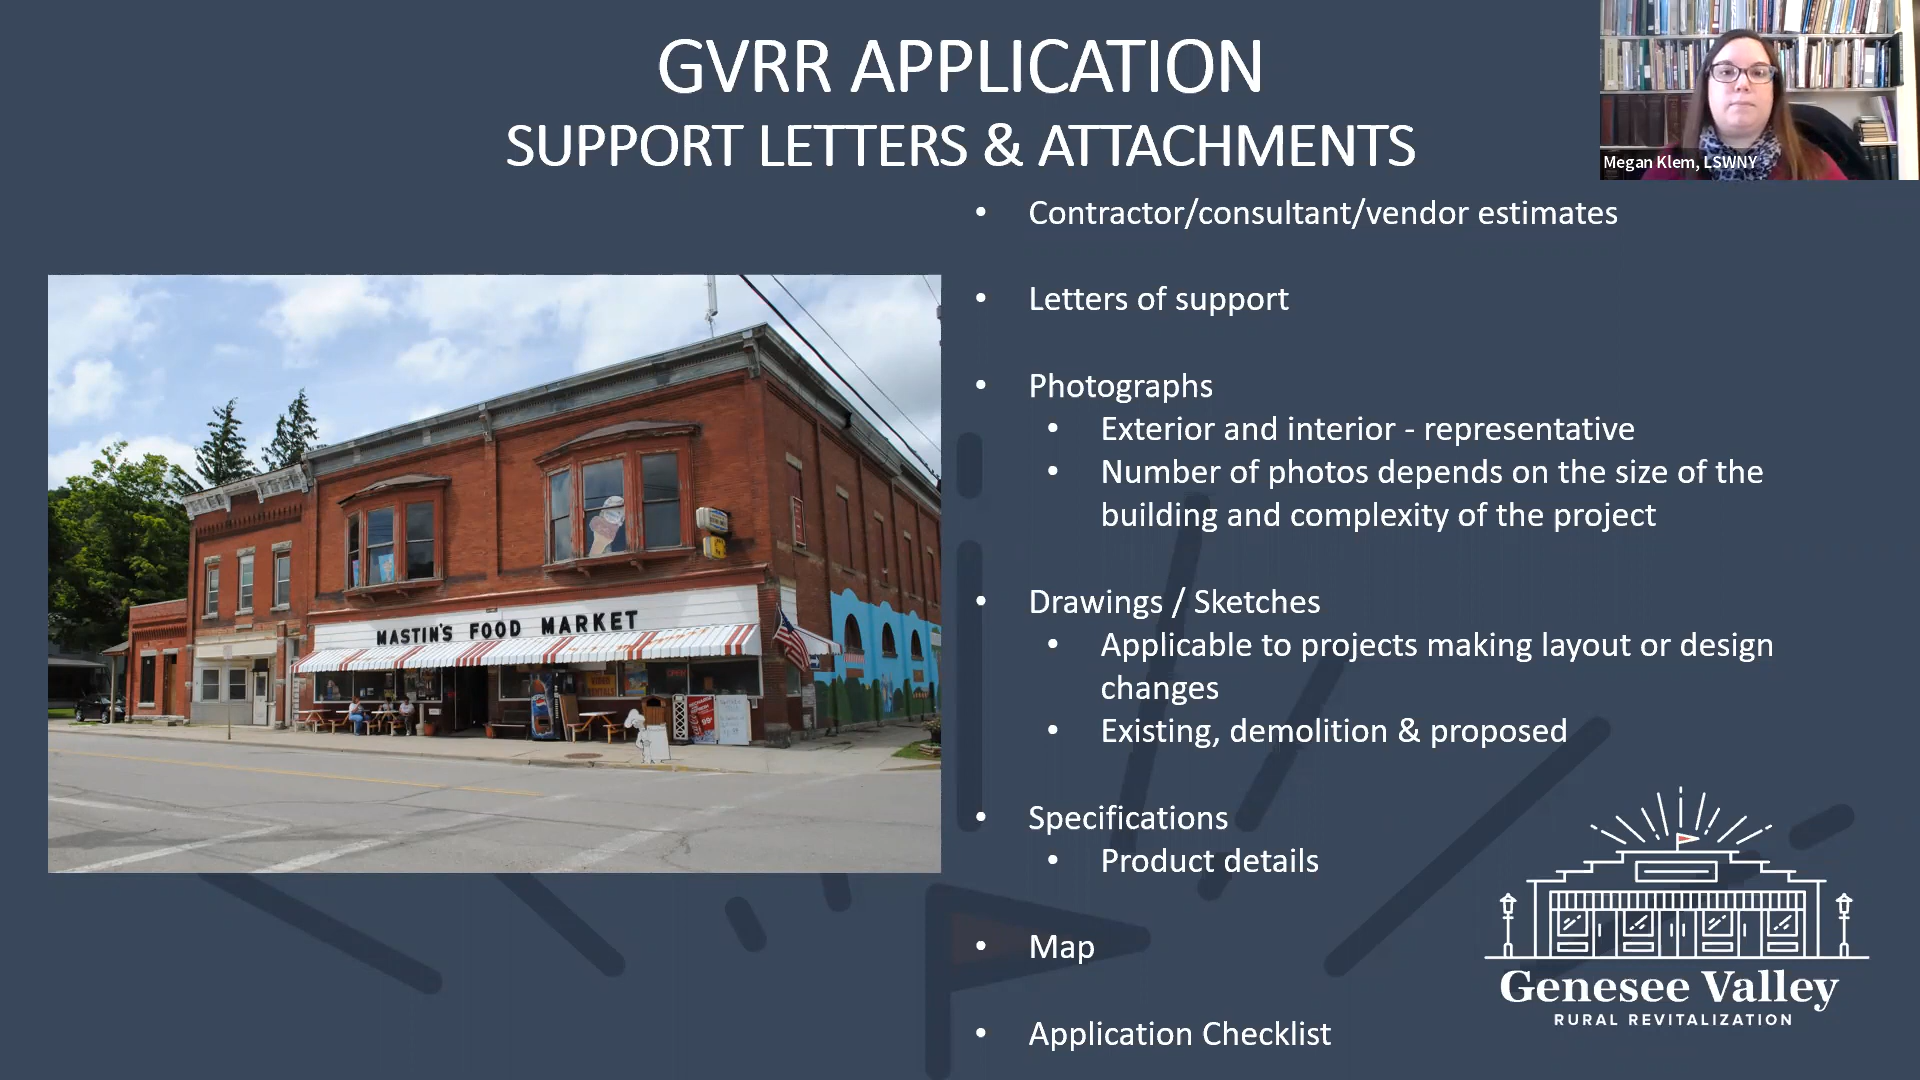 GVRR APPLICATION
SUPPORT LETTERS & ATTACHMENTS
Megan Klem, LSWNY
• Contractor/consultant/vendor estimates
• Letters of support
• Photographs
• Exterior and interior - representative
• Number of photos depends on the size of the
building and complexity of the project
• Drawings / Sketches
• Applicable to projects making layout or design
changes
• Existing, demolition & proposed
• Specifications
• Product details
• Map
• Application Checklist
MASTIN'S FOOD MARKET
Genesee Valley
RURAL REVITALIZATION